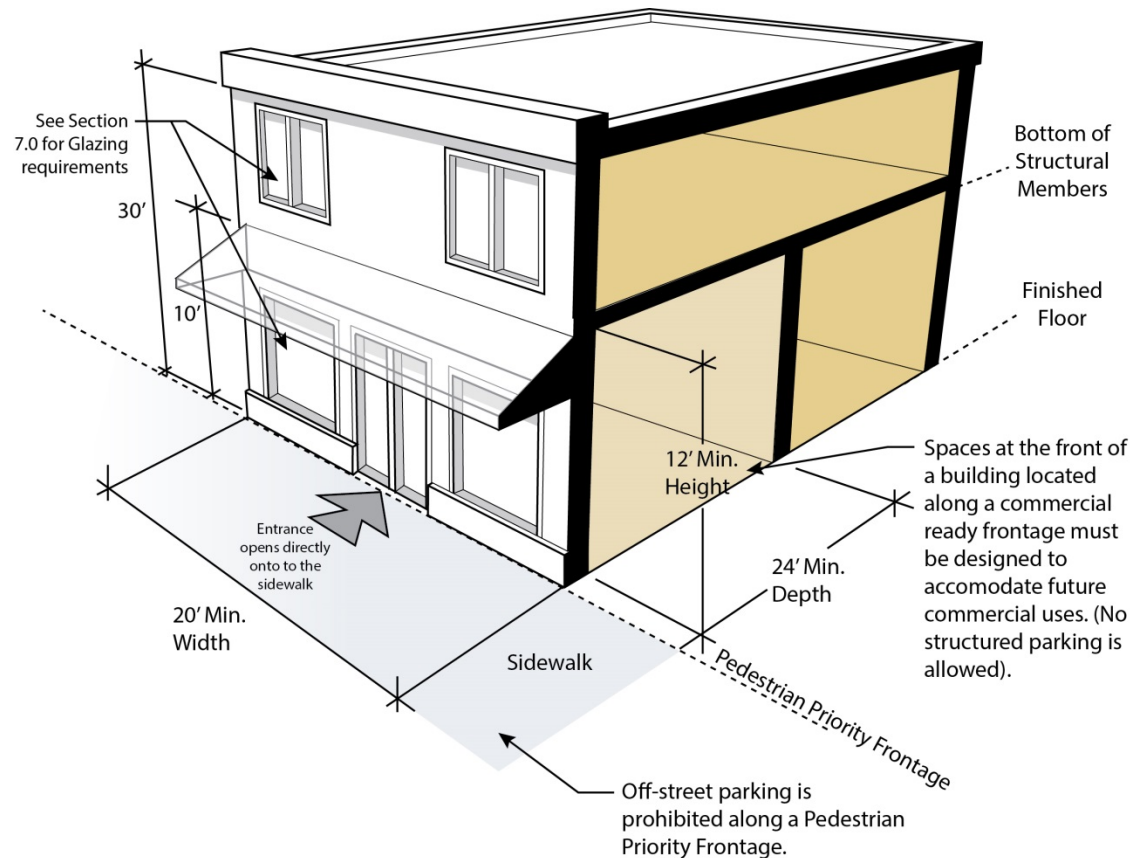 See Section
7.0 for Glazing
requirements
30’
10’
Bottom of
Structural
Members
Finished
Floor
12’ Min.
Height
Spaces at the front of
a building located
along a commercial
ready frontage must
be designed to
accomodate future
commercial uses. (No
structured parking is
allowed).
24’ Min.
Depth
Entrance
opens directly
onto to the
sidewalk
20’ Min.
Width
Sidewalk
Pedestrian Priority Frontage
Off-street parking is
prohibited along a Pedestrian
Priority Frontage.